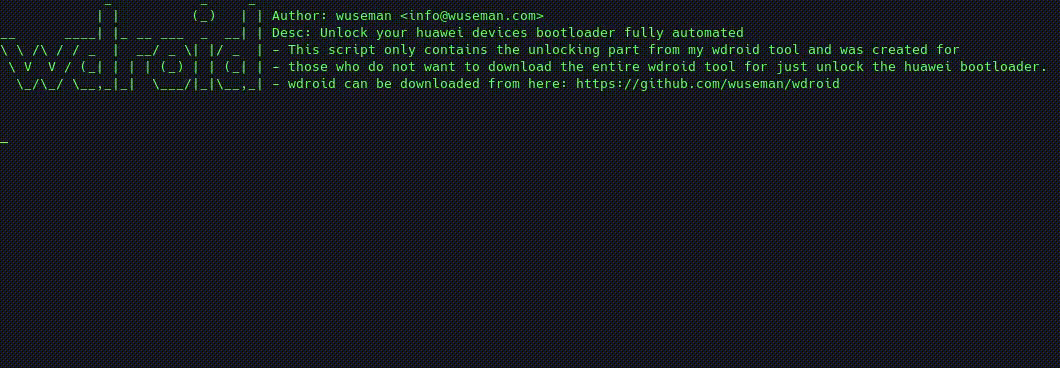 Author: wuseman <info@wuseman.com>
Desc: Unlock your huawei devices bootloader fully automated
- This script only contains the unlocking part from my wdroid tool and was created for
- those who do not want to download the entire wdroid tool for just unlock the huawei bootloader.
- wdroid can be downloaded from here: https://github.com/wuseman/wdroid
wdroid